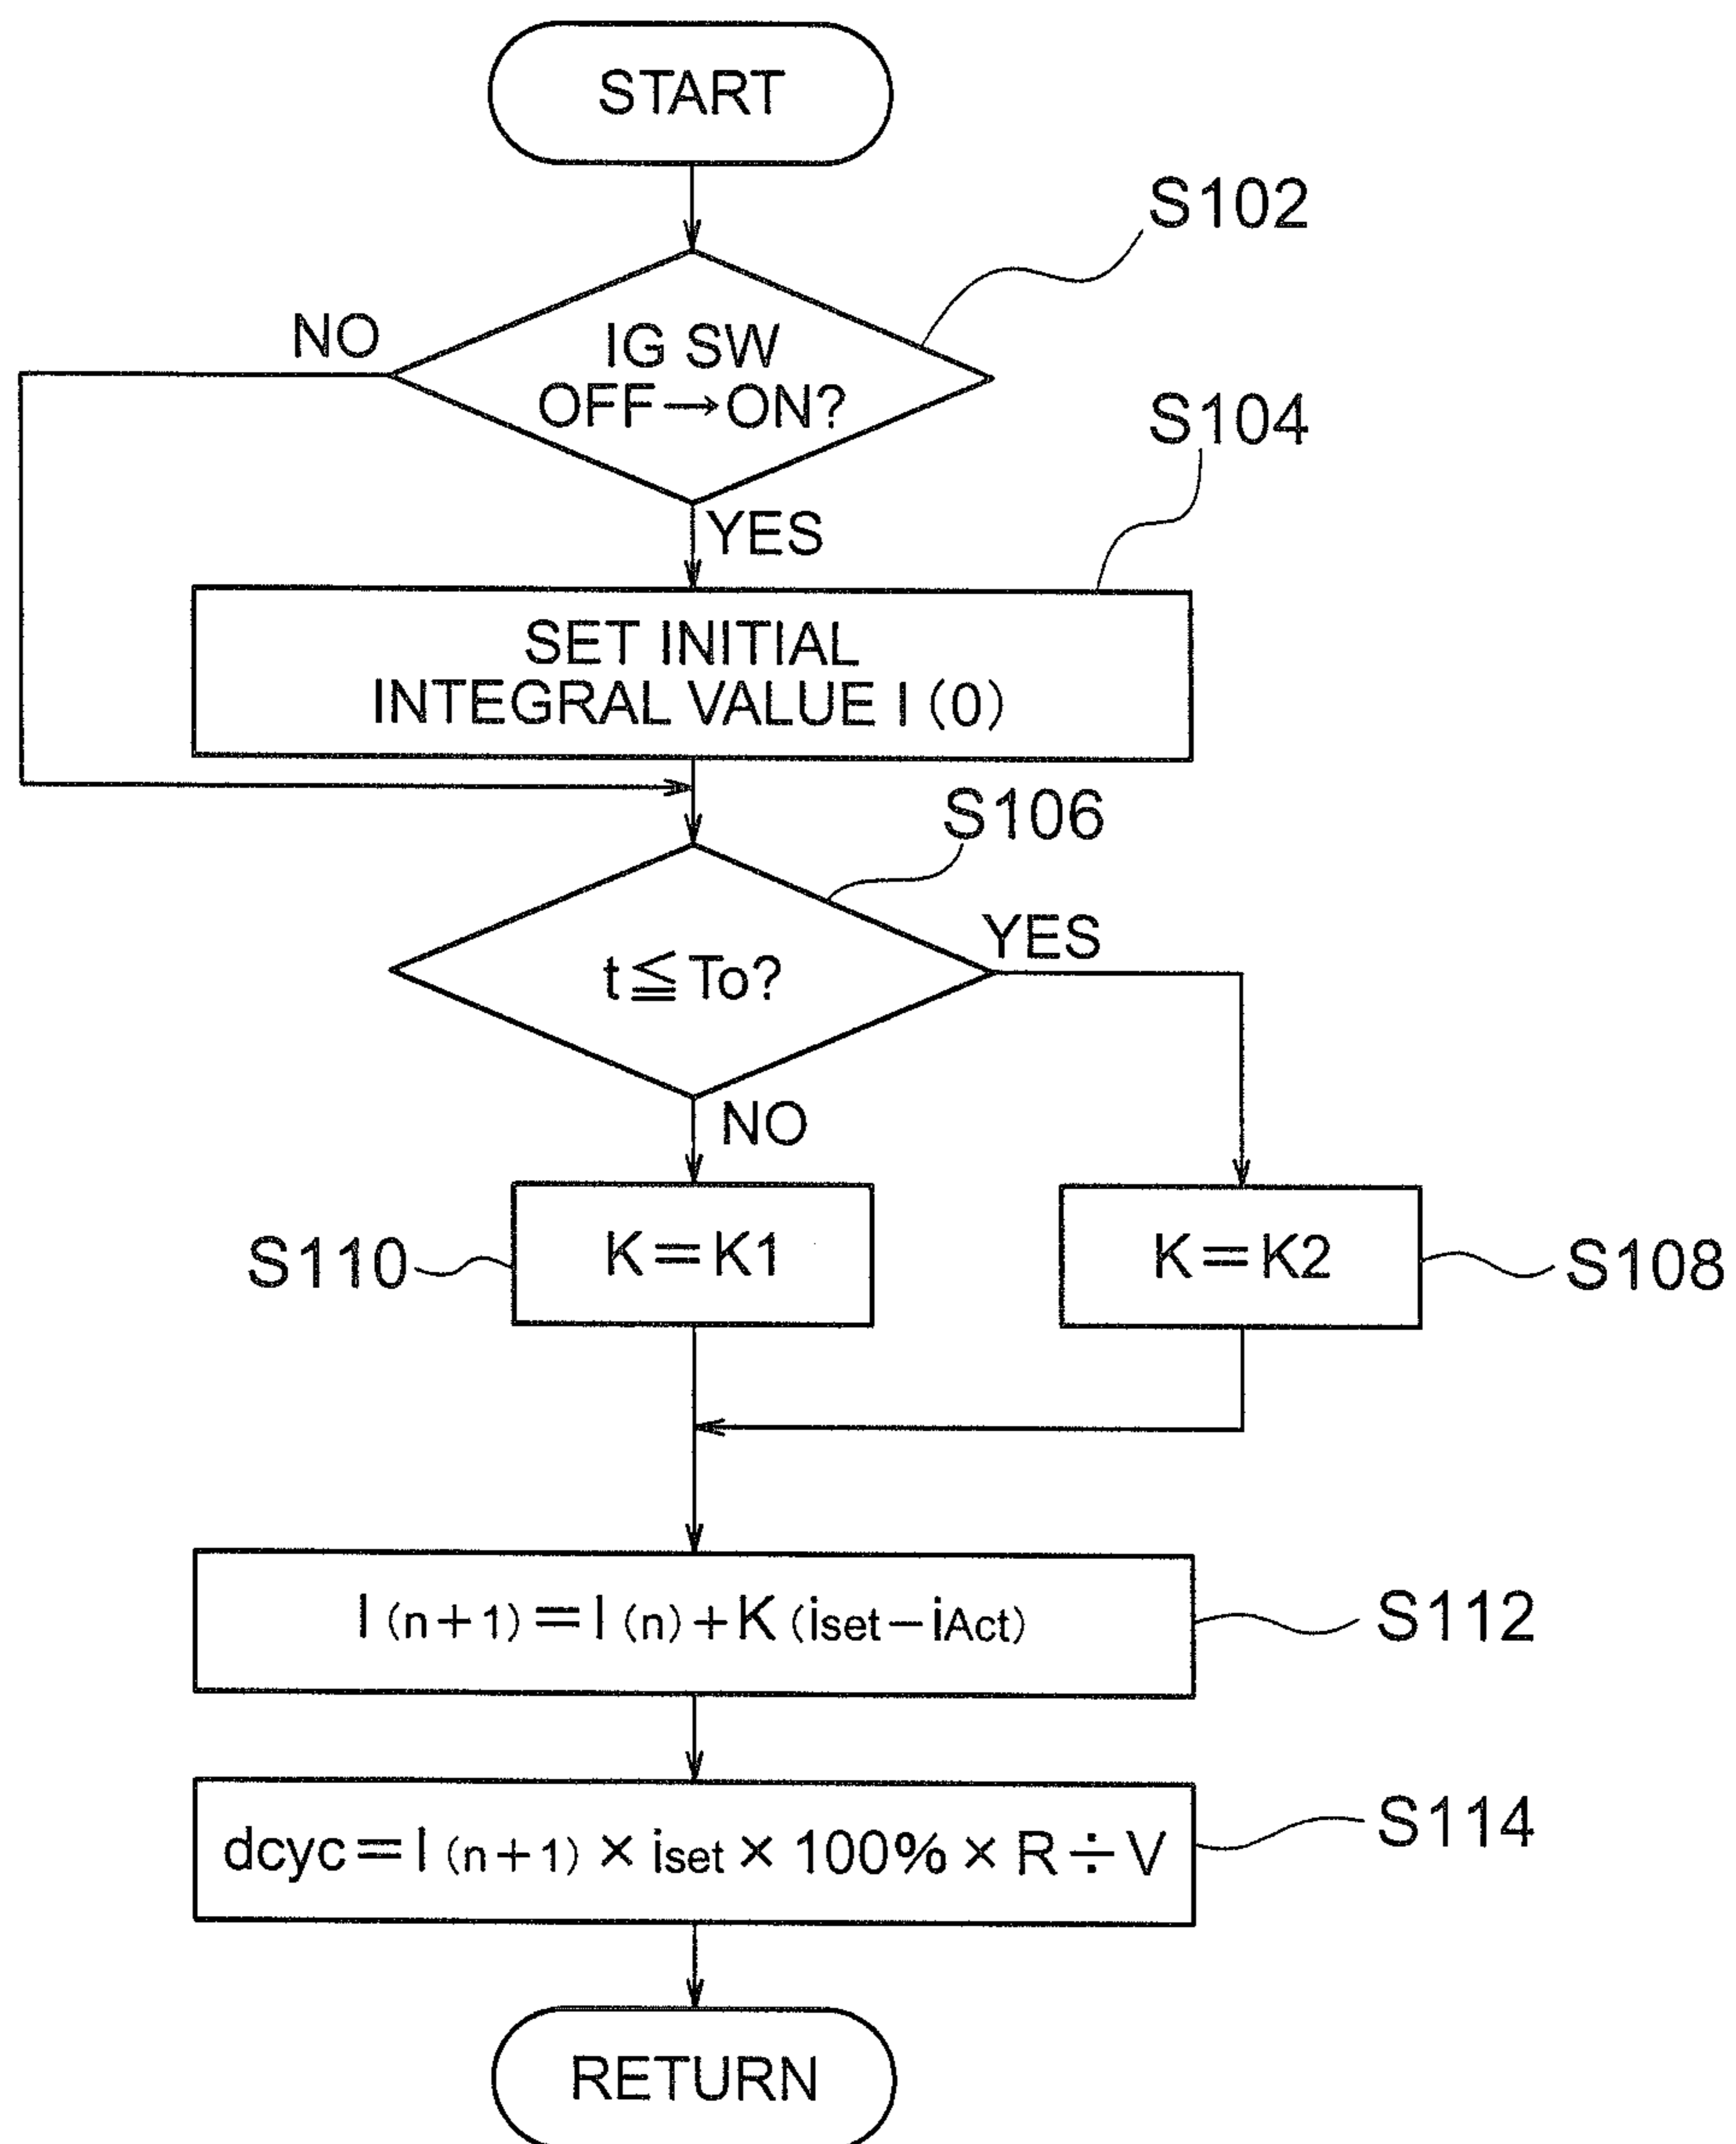 START
S102
NO
IG SW
OFF→ON?
S104
YES
SET INITIAL
INTEGRAL VALUE I (0)
S106
YES
t≦To?
NO
S110
K=K1
K=K2
S108
I (n+1) = I (n) + K (iset−iAct)
S112
dcyc = I (n+1) × iset × 100% × R ÷ V
S114
RETURN